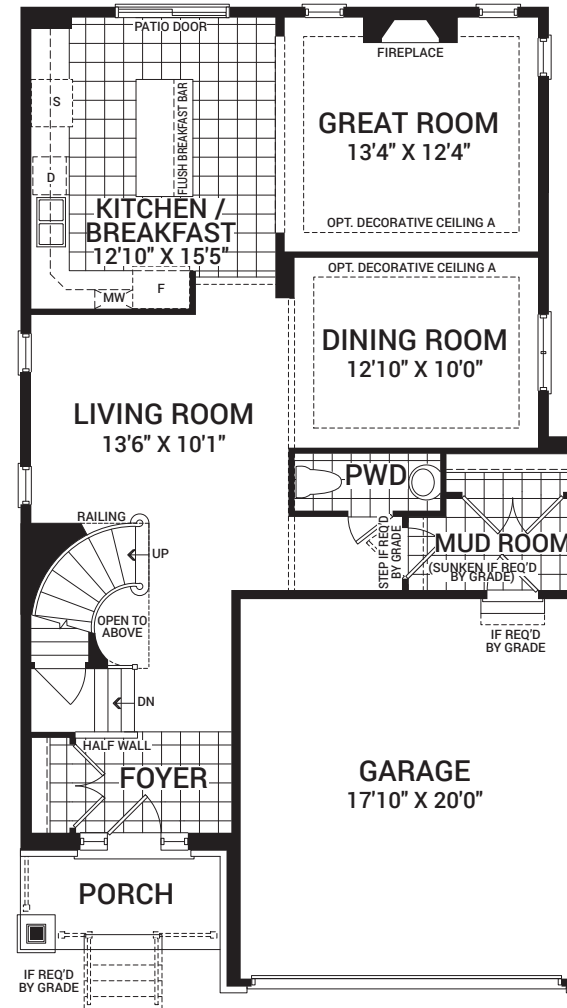 PATIO DOOR
FIREPLACE
S
FLUSH BREAKFAST BAR
GREAT ROOM
13'4" X 12'4"
D
KITCHEN /
BREAKFAST
12'10" X 15'5"
OPT. DECORATIVE CEILING A
OPT. DECORATIVE CEILING A
MW
F
DINING ROOM
12'10" X 10'0"
LIVING ROOM
13'6" X 10'1"
PWD
RAILING
UP
STEP IF REQ'D
BY GRADE
MUD ROOM
(SUNKEN IF REQ'D
BY GRADE)
OPEN TO
ABOVE
IF REQ'D
BY GRADE
DN
HALF WALL
FOYER
GARAGE
17'10" X 20'0"
PORCH
IF REQ'D
BY GRADE